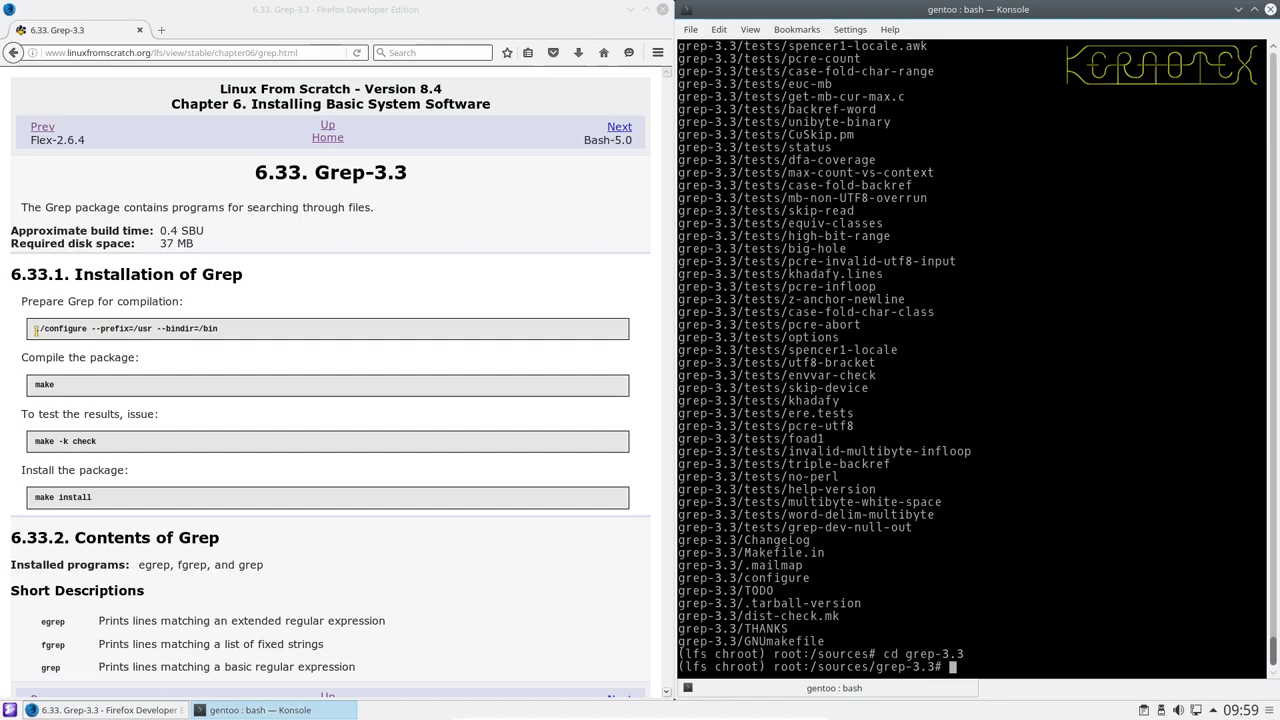 6.33. Grep-3.3 - Firefox Developer Edition
6.33. Grep-3.3
www.linuxfromscratch.org/lfs/view/stable/chapter06/grep.html
Search
Linux From Scratch - Version 8.4
Chapter 6. Installing Basic System Software
Prev
Up
Next
Flex-2.6.4
Home
Bash-5.0
6.33. Grep-3.3
The Grep package contains programs for searching through files.
Approximate build time: 0.4 SBU
Required disk space: 37 MB
6.33.1. Installation of Grep
Prepare Grep for compilation:
./configure --prefix=/usr --bindir=/bin
Compile the package:
make
To test the results, issue:
make -k check
Install the package:
make install
6.33.2. Contents of Grep
Installed programs: egrep, fgrep, and grep
Short Descriptions
egrep Prints lines matching an extended regular expression
fgrep Prints lines matching a list of fixed strings
grep Prints lines matching a basic regular expression
Prev
Up
Next
gentoo : bash — Konsole
File Edit View Bookmarks Settings Help
KERNOTEX
grep-3.3/tests/spencer1-locale.awk
grep-3.3/tests/pcre-count
grep-3.3/tests/case-fold-char-range
grep-3.3/tests/euc-mb
grep-3.3/tests/get-mb-cur-max.c
grep-3.3/tests/backref-word
grep-3.3/tests/unibyte-binary
grep-3.3/tests/CuSkip.pm
grep-3.3/tests/status
grep-3.3/tests/dfa-coverage
grep-3.3/tests/max-count-vs-context
grep-3.3/tests/case-fold-backref
grep-3.3/tests/mb-non-UTF8-overrun
grep-3.3/tests/skip-read
grep-3.3/tests/equiv-classes
grep-3.3/tests/high-bit-range
grep-3.3/tests/big-hole
grep-3.3/tests/pcre-invalid-utf8-input
grep-3.3/tests/khadafy.lines
grep-3.3/tests/pcre-infloop
grep-3.3/tests/z-anchor-newline
grep-3.3/tests/case-fold-char-class
grep-3.3/tests/pcre-abort
grep-3.3/tests/options
grep-3.3/tests/spencer1-locale
grep-3.3/tests/utf8-bracket
grep-3.3/tests/envvar-check
grep-3.3/tests/skip-device
grep-3.3/tests/khadafy
grep-3.3/tests/ere.tests
grep-3.3/tests/pcre-utf8
grep-3.3/tests/foad1
grep-3.3/tests/invalid-multibyte-infloop
grep-3.3/tests/triple-backref
grep-3.3/tests/no-perl
grep-3.3/tests/help-version
grep-3.3/tests/multibyte-white-space
grep-3.3/tests/word-delim-multibyte
grep-3.3/tests/grep-dev-null-out
grep-3.3/ChangeLog
grep-3.3/Makefile.in
grep-3.3/.mailmap
grep-3.3/configure
grep-3.3/TODO
grep-3.3/.tarball-version
grep-3.3/dist-check.mk
grep-3.3/THANKS
grep-3.3/GNUmakefile
(lfs chroot) root:/sources# cd grep-3.3
(lfs chroot) root:/sources/grep-3.3#
gentoo : bash
6.33. Grep-3.3 - Firefox Developer E
gentoo : bash — Konsole
09:59